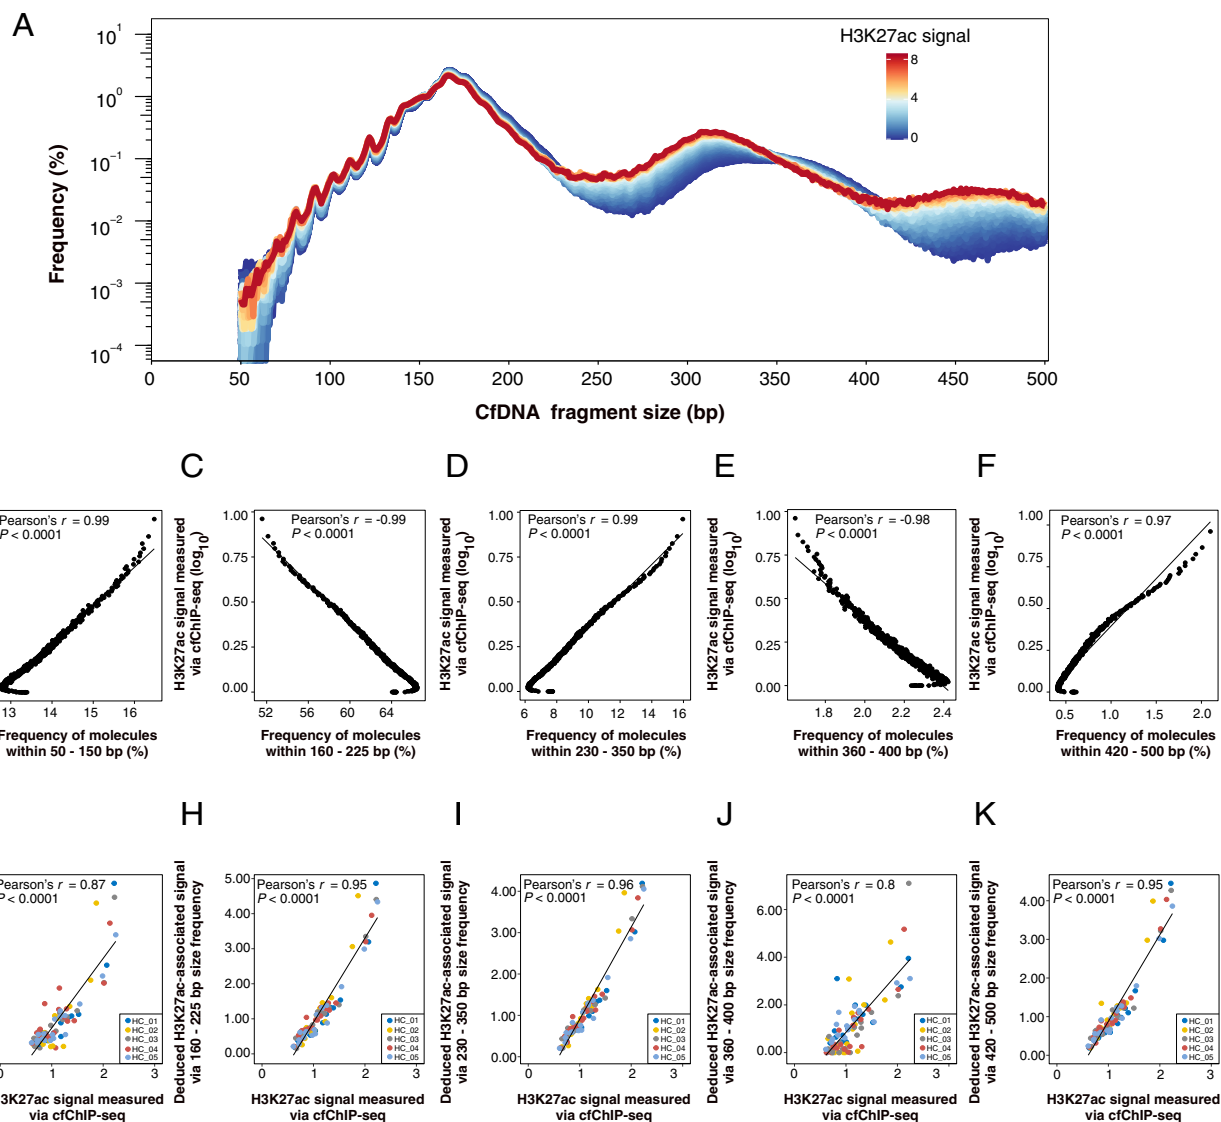 A
H3K27ac signal
8
4
0
10^1
10^0
10^-1
10^-2
10^-3
10^-4
Frequency (%)
0 50 100 150 200 250 300 350 400 450 500
CfDNA fragment size (bp)
C
D
E
F
Pearson's r = 0.99
P < 0.0001
13 14 15 16
Frequency of molecules
within 50 - 150 bp (%)
H3K27ac signal measured
via cfChIP-seq (log10)
1.00
0.75
0.50
0.25
0.00
Pearson's r = -0.99
P < 0.0001
52 56 60 64
Frequency of molecules
within 160 - 225 bp (%)
H3K27ac signal measured
via cfChIP-seq (log10)
1.00
0.75
0.50
0.25
0.00
Pearson's r = 0.99
P < 0.0001
6 8 10 12 14 16
Frequency of molecules
within 230 - 350 bp (%)
H3K27ac signal measured
via cfChIP-seq (log10)
1.00
0.75
0.50
0.25
0.00
Pearson's r = -0.98
P < 0.0001
1.8 2.0 2.2 2.4
Frequency of molecules
within 360 - 400 bp (%)
H3K27ac signal measured
via cfChIP-seq (log10)
1.00
0.75
0.50
0.25
0.00
Pearson's r = 0.97
P < 0.0001
0.5 1.0 1.5 2.0
Frequency of molecules
within 420 - 500 bp (%)
H
I
J
K
Pearson's r = 0.87
P < 0.0001
HC_01
HC_02
HC_03
HC_04
HC_05
0 1 2 3
3K27ac signal measured
via cfChIP-seq
Deduced H3K27ac-associated signal
via 160 - 225 bp size frequency
5.00
4.00
3.00
2.00
1.00
0.00
Pearson's r = 0.95
P < 0.0001
HC_01
HC_02
HC_03
HC_04
HC_05
0 1 2 3
H3K27ac signal measured
via cfChIP-seq
Deduced H3K27ac-associated signal
via 230 - 350 bp size frequency
4.00
3.00
2.00
1.00
0.00
Pearson's r = 0.96
P < 0.0001
HC_01
HC_02
HC_03
HC_04
HC_05
0 1 2 3
H3K27ac signal measured
via cfChIP-seq
Deduced H3K27ac-associated signal
via 360 - 400 bp size frequency
6.00
4.00
2.00
0.00
Pearson's r = 0.8
P < 0.0001
HC_01
HC_02
HC_03
HC_04
HC_05
0 1 2 3
H3K27ac signal measured
via cfChIP-seq
Deduced H3K27ac-associated signal
via 420 - 500 bp size frequency
4.00
3.00
2.00
1.00
0.00
Pearson's r = 0.95
P < 0.0001
HC_01
HC_02
HC_03
HC_04
HC_05
0 1 2 3
H3K27ac signal measured
via cfChIP-seq